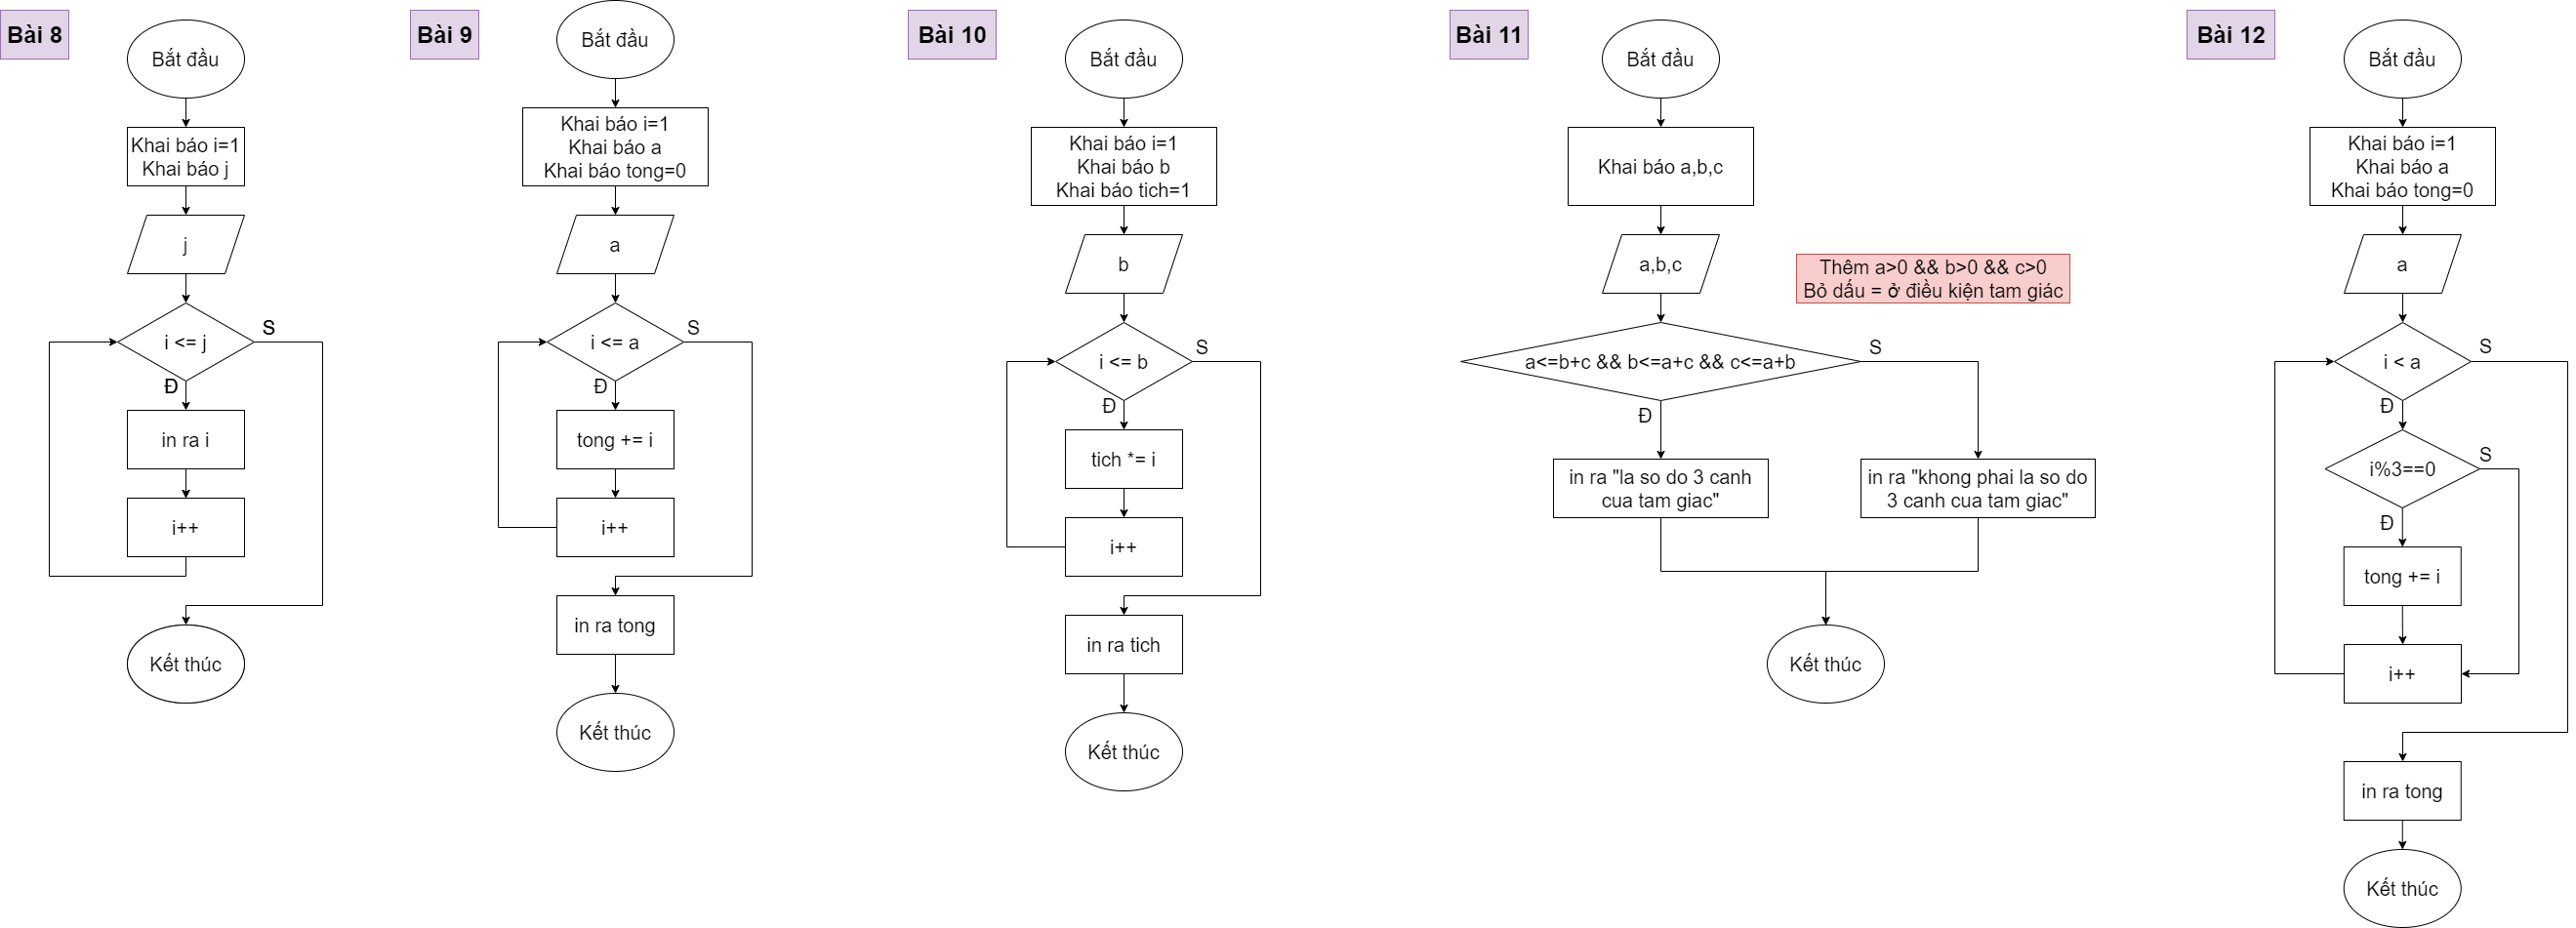 Bài 8
Bắt đầu
Khai báo i=1
Khai báo j
j
i <= j
S
Đ
in ra i
i++
Kết thúc
Bài 9
Bắt đầu
Khai báo i=1
Khai báo a
Khai báo tong=0
a
i <= a
S
Đ
tong += i
i++
in ra tong
Kết thúc
Bài 10
Bắt đầu
Khai báo i=1
Khai báo b
Khai báo tich=1
b
i <= b
S
Đ
tich *= i
i++
in ra tich
Kết thúc
Bài 11
Bắt đầu
Khai báo a,b,c
a,b,c
Thêm a>0 && b>0 && c>0
Bỏ dấu = ở điều kiện tam giác
a<=b+c && b<=a+c && c<=a+b
S
Đ
in ra "la so do 3 canh
cua tam giac"
in ra "khong phai la so do
3 canh cua tam giac"
Kết thúc
Bài 12
Bắt đầu
Khai báo i=1
Khai báo a
Khai báo tong=0
a
i < a
S
Đ
i%3==0
S
Đ
tong += i
i++
in ra tong
Kết thúc